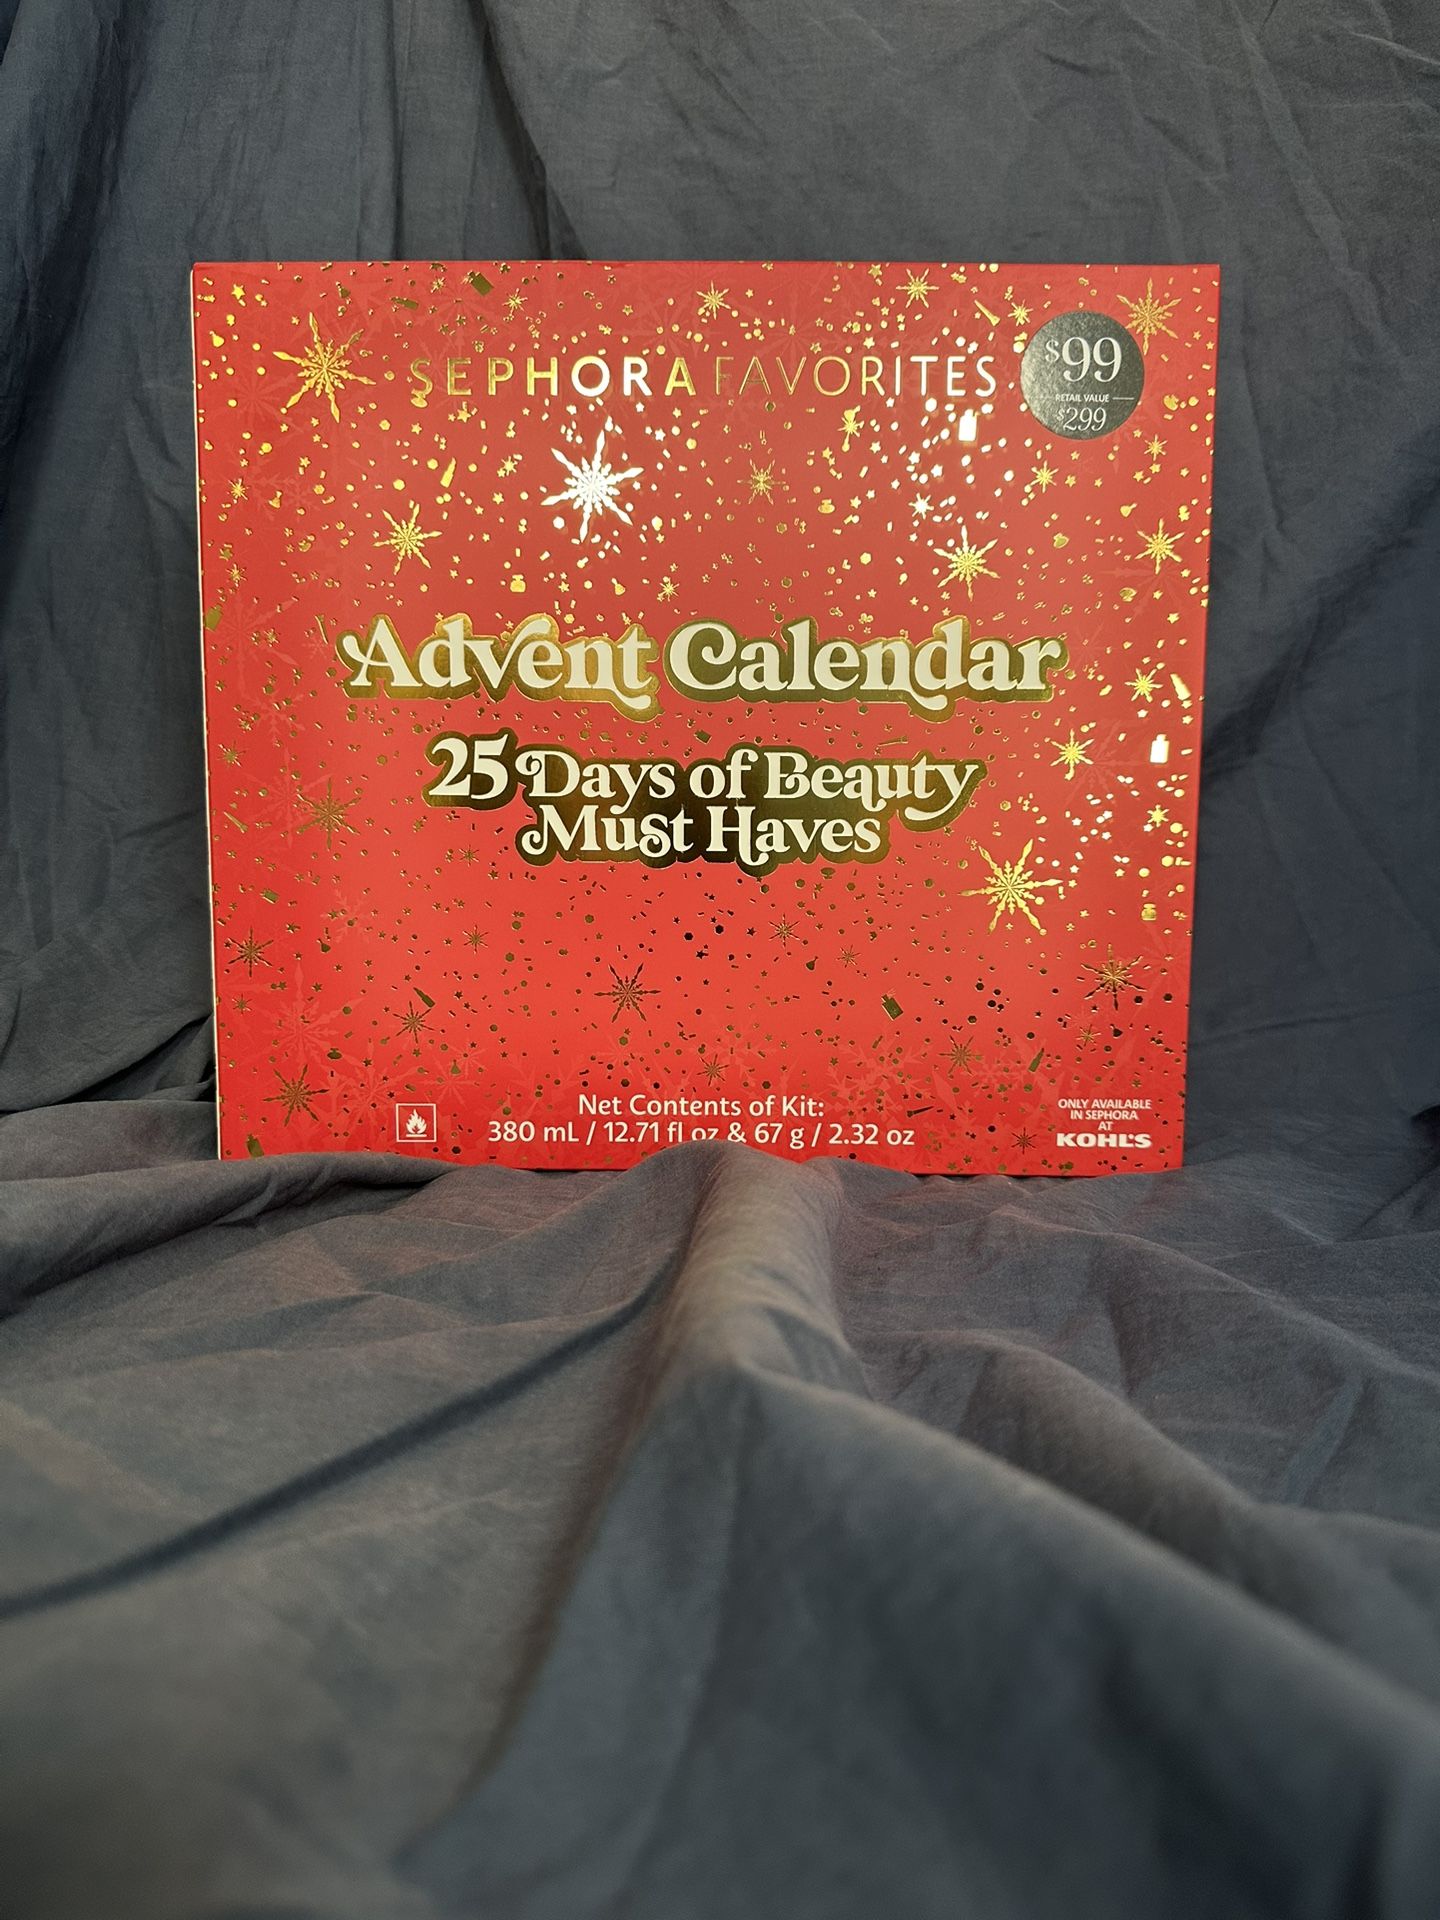 SEPHORA FAVORITES
$99
RETAIL VALUE
$299
Advent Calendar
25 Days of Beauty
Must Haves
Net Contents of Kit:
380 mL / 12.71 fl oz & 67 g / 2.32 oz
ONLY AVAILABLE
IN SEPHORA
AT
KOHL'S